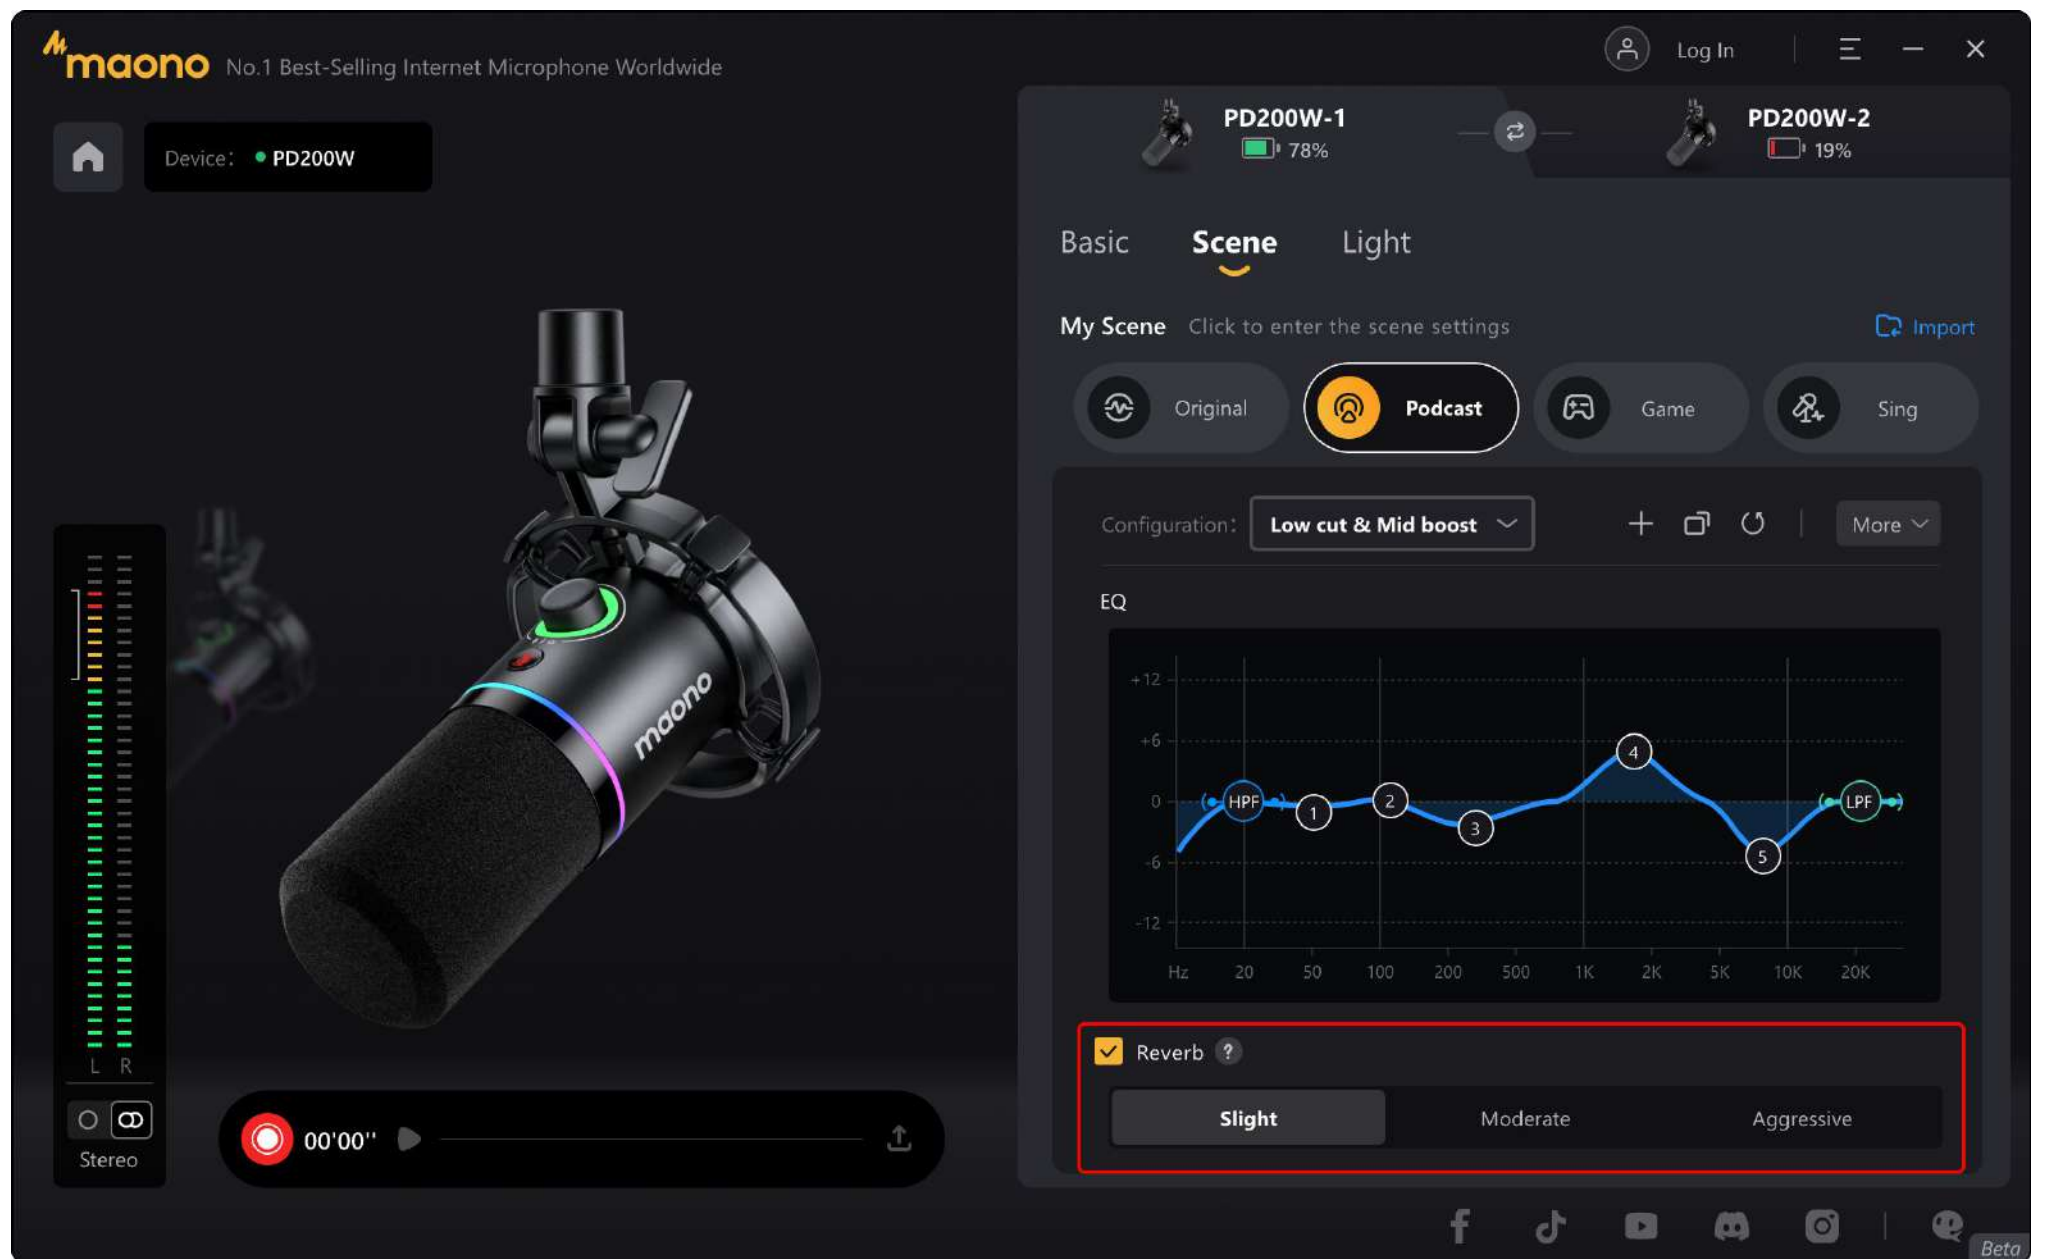 maono No.1 Best-Selling Internet Microphone Worldwide
Log In
Device: PD200W
PD200W-1
78%
PD200W-2
19%
Basic Scene Light
My Scene Click to enter the scene settings Import
Original Podcast Game Sing
Configuration: Low cut & Mid boost More
EQ
+12
+6
0
-6
-12
HPF 1 2 3 4 5 LPF
Hz 20 50 100 200 500 1K 2K 5K 10K 20K
maono
Reverb ?
Slight Moderate Aggressive
L R
Stereo
00'00''
Beta